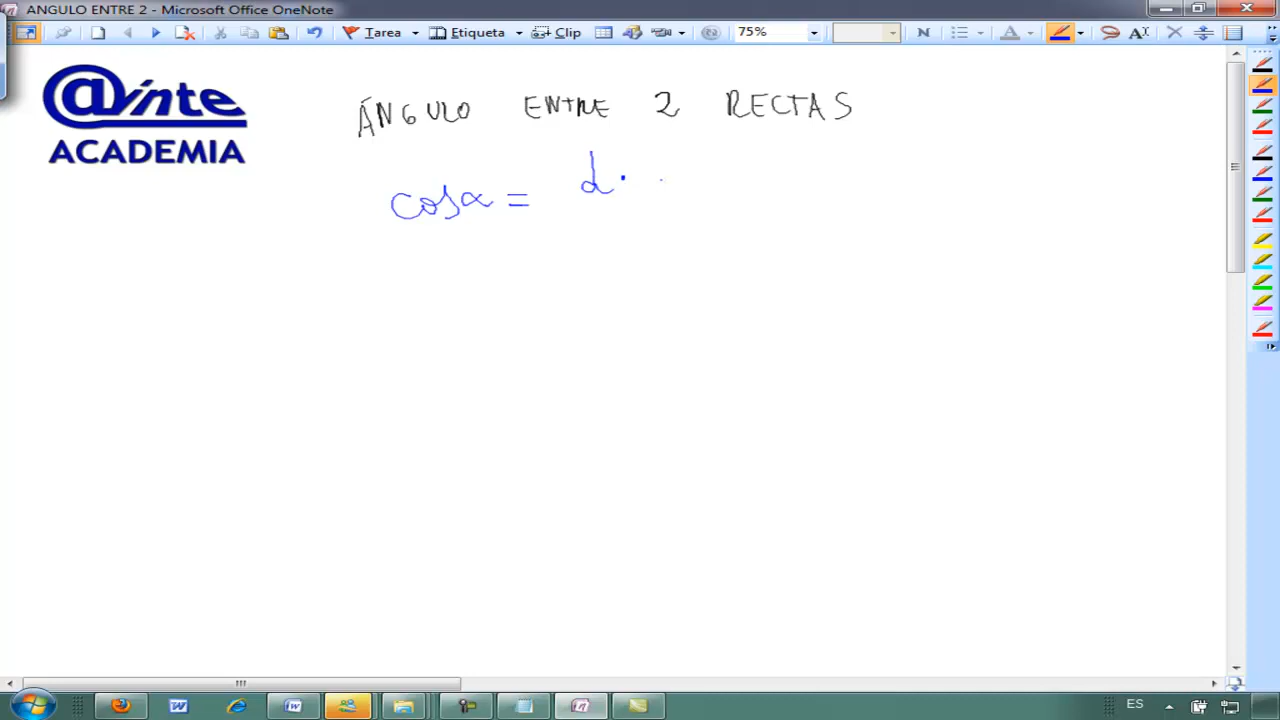 ANGULO ENTRE 2 - Microsoft Office OneNote
Tarea Etiqueta Clip 75% N A A
@inte
ACADEMIA
ÁNGULO ENTRE 2 RECTAS
cosα = d·
ES